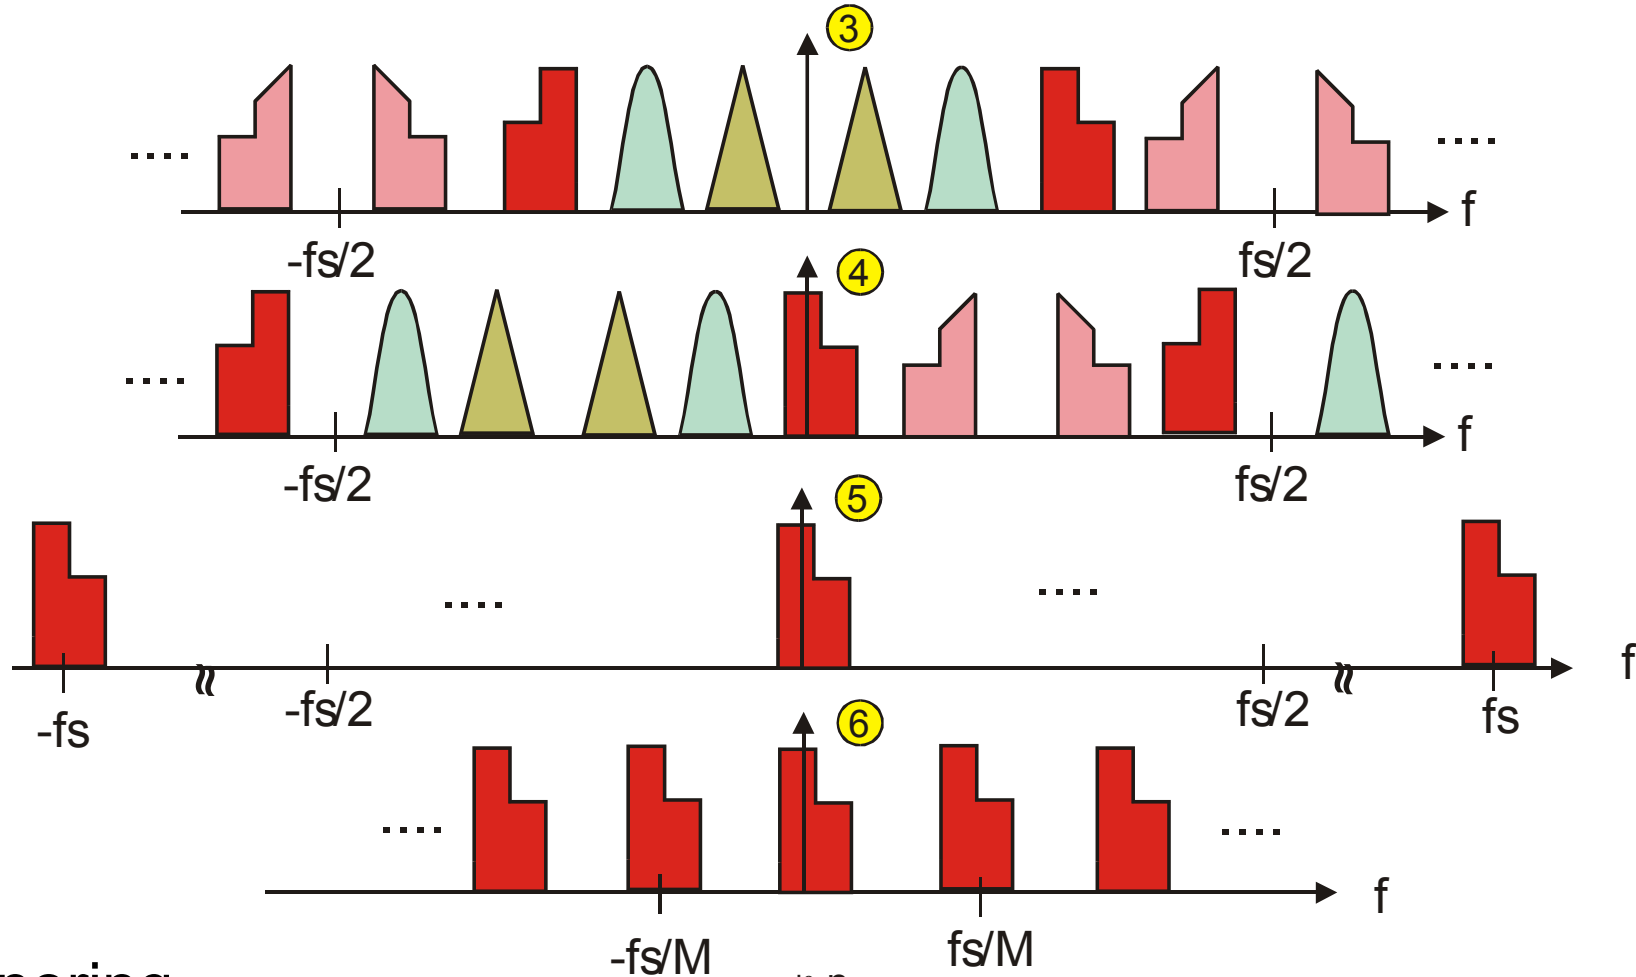 3
.... ....
f
-fs/2 fs/2
4
.... ....
f
-fs/2 fs/2
5
.... ....
f
-fs -fs/2 fs/2 fs
6
.... ....
f
-fs/M fs/M